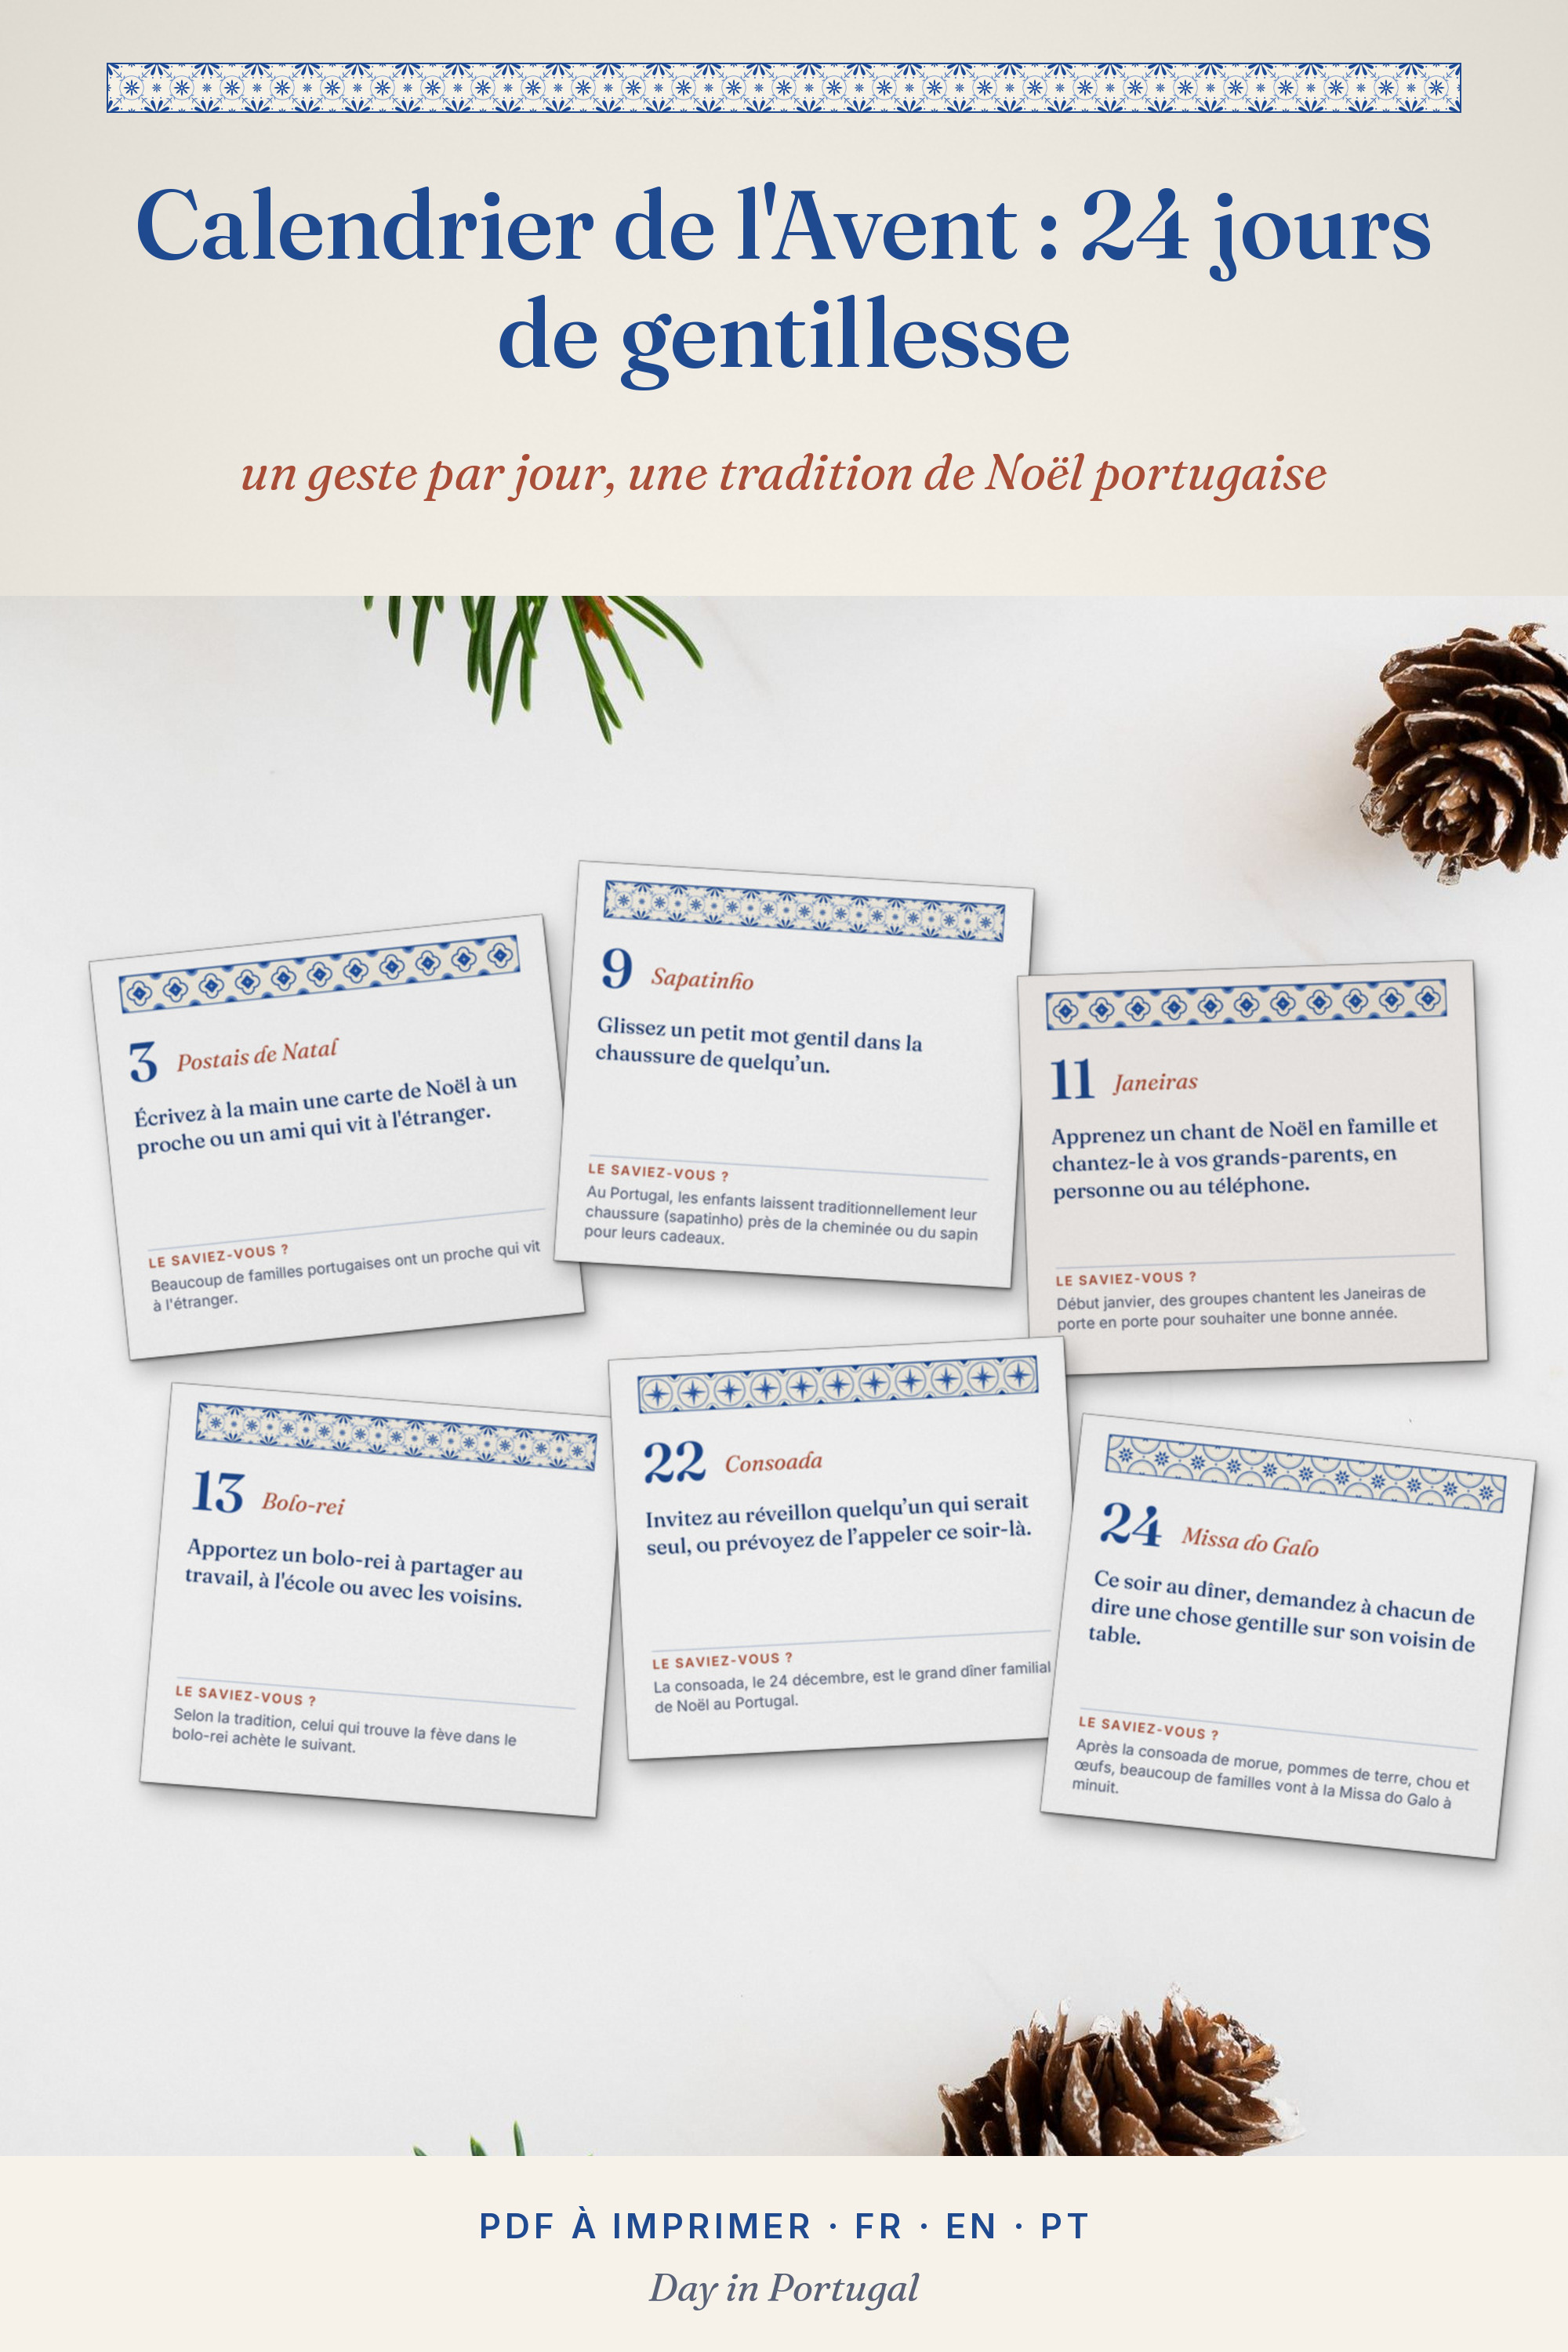 Calendrier de l'Avent : 24 jours
de gentillesse
un geste par jour, une tradition de Noël portugaise
3 Postais de Natal
Écrivez à la main une carte de Noël à un
proche ou un ami qui vit à l'étranger.
LE SAVIEZ-VOUS ?
Beaucoup de familles portugaises ont un proche qui vit
à l'étranger.
9 Sapatinho
Glissez un petit mot gentil dans la
chaussure de quelqu’un.
LE SAVIEZ-VOUS ?
Au Portugal, les enfants laissent traditionnellement leur
chaussure (sapatinho) près de la cheminée ou du sapin
pour leurs cadeaux.
11 Janeiras
Apprenez un chant de Noël en famille et
chantez-le à vos grands-parents, en
personne ou au téléphone.
LE SAVIEZ-VOUS ?
Début janvier, des groupes chantent les Janeiras de
porte en porte pour souhaiter une bonne année.
13 Bolo-rei
Apportez un bolo-rei à partager au
travail, à l'école ou avec les voisins.
LE SAVIEZ-VOUS ?
Selon la tradition, celui qui trouve la fève dans le
bolo-rei achète le suivant.
22 Consoada
Invitez au réveillon quelqu’un qui serait
seul, ou prévoyez de l’appeler ce soir-là.
LE SAVIEZ-VOUS ?
La consoada, le 24 décembre, est le grand dîner familial
de Noël au Portugal.
24 Missa do Galo
Ce soir au dîner, demandez à chacun de
dire une chose gentille sur son voisin de
table.
LE SAVIEZ-VOUS ?
Après la consoada de morue, pommes de terre, chou et
œufs, beaucoup de familles vont à la Missa do Galo à
minuit.
PDF À IMPRIMER · FR · EN · PT
Day in Portugal